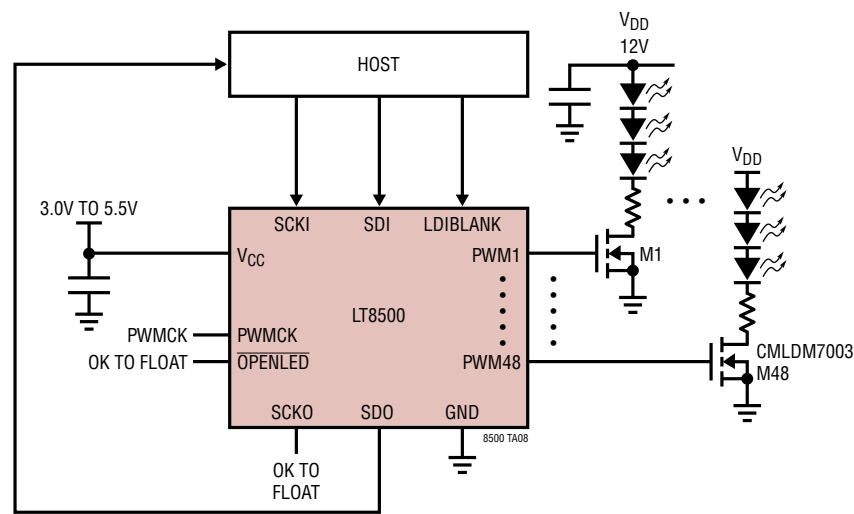 VDD
12V
HOST
VDD
3.0V TO 5.5V
SCKI SDI LDIBLANK
VCC
PWM1
M1
LT8500
PWMCK
PWMCK
OK TO FLOAT
OPENLED
PWM48
CMLDM7003
M48
SCKO SDO GND
8500 TA08
OK TO
FLOAT